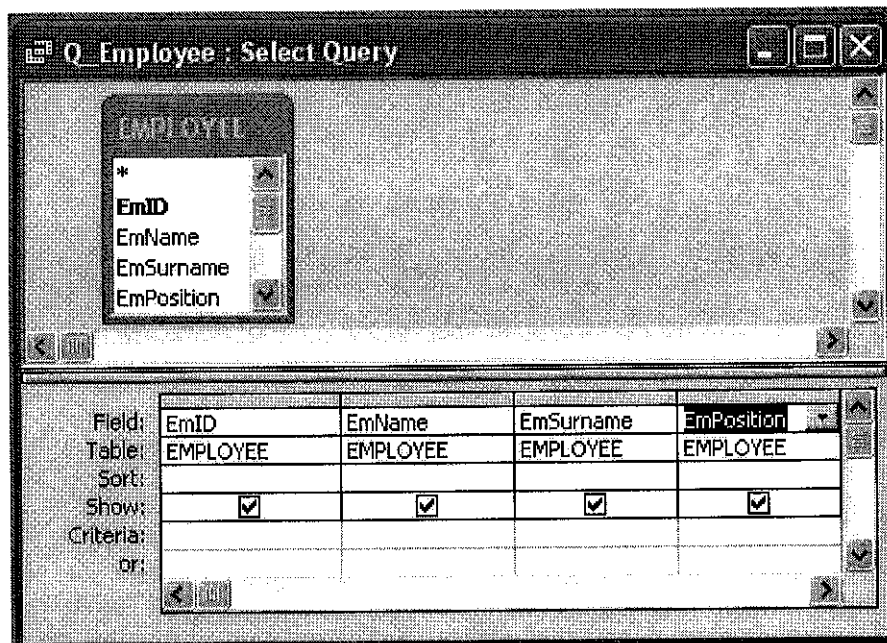 Q_Employee : Select Query
EMPLOYEE
*
EmID
EmName
EmSurname
EmPosition
Field: EmID EmName EmSurname EmPosition
Table: EMPLOYEE EMPLOYEE EMPLOYEE EMPLOYEE
Sort:
Show:
Criteria:
or: